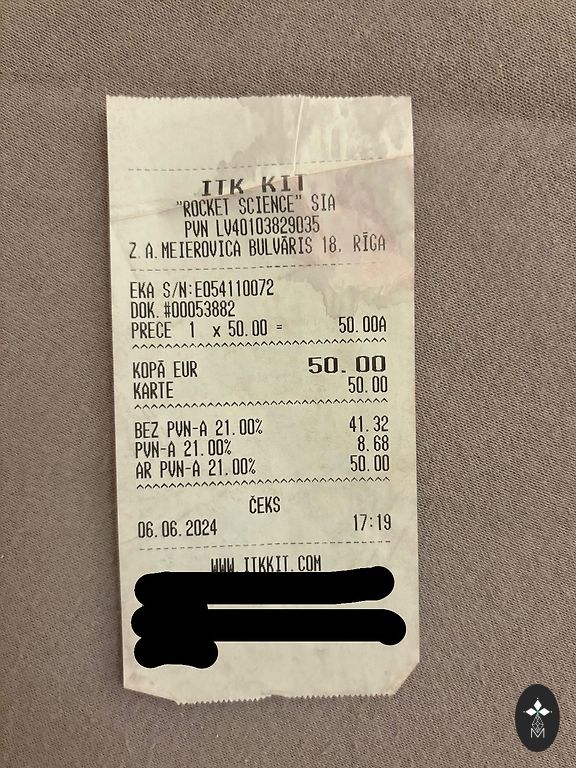 ITK KIT
"ROCKET SCIENCE" SIA
PVN LV40103829035
Z.A.MEIEROVICA BULVĀRIS 18, RĪGA
EKA S/N:E054110072
DOK.#00053882
PRECE 1 x 50.00 = 50.00A
KOPĀ EUR 50.00
KARTE 50.00
BEZ PVN-A 21.00% 41.32
PVN-A 21.00% 8.68
AR PVN-A 21.00% 50.00
ČEKS
06.06.2024 17:19
WWW.ITKKIT.COM
M